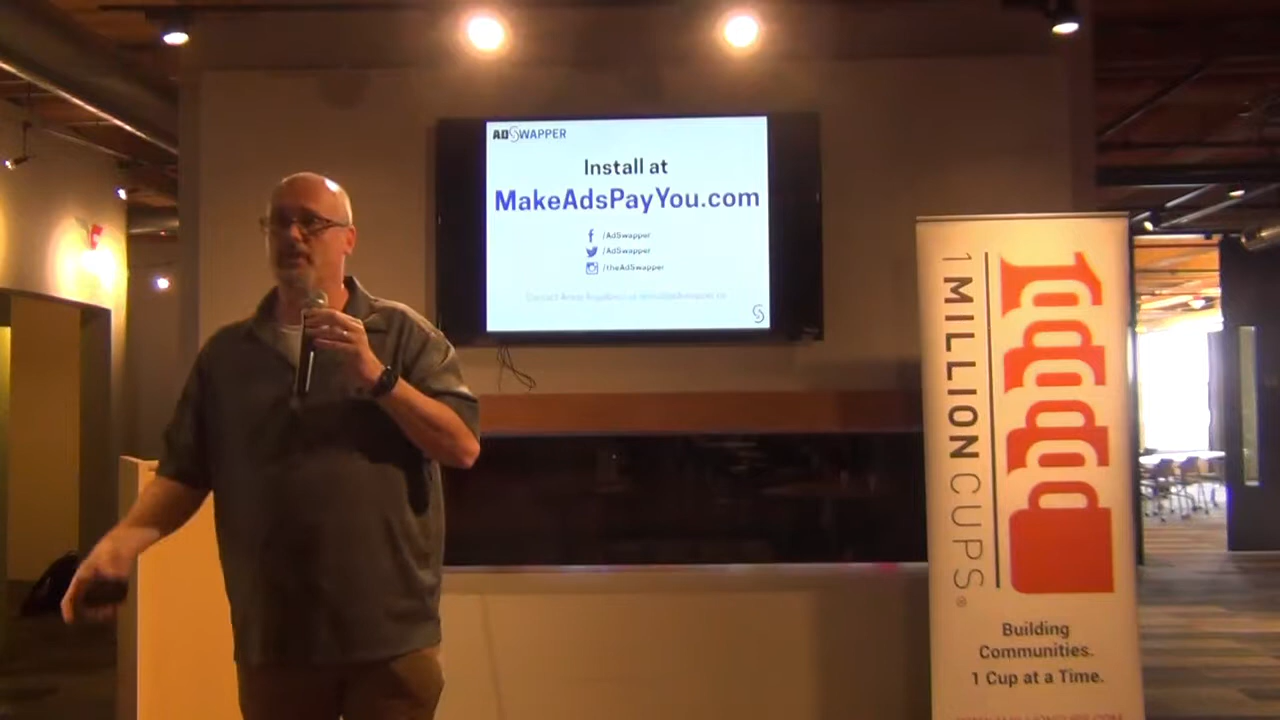 ADSWAPPER
Install at
MakeAdsPayYou.com
/AdSwapper
/AdSwapper
/theAdSwapper
1 MILLION CUPS®
Building
Communities.
1 Cup at a Time.